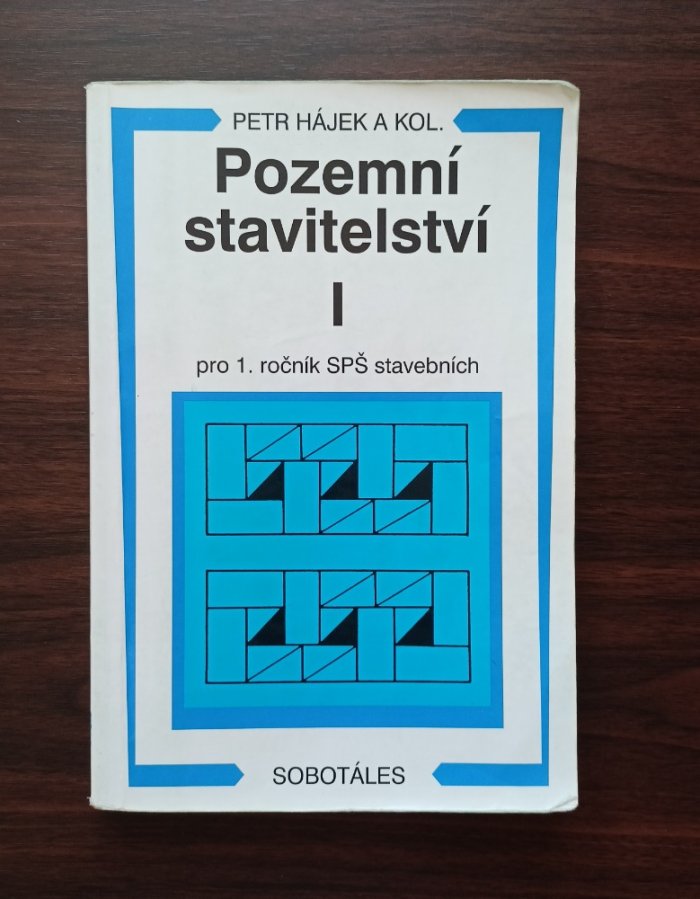 PETR HÁJEK A KOL.
Pozemní
stavitelství
I
pro 1. ročník SPŠ stavebních
SOBOTÁLES